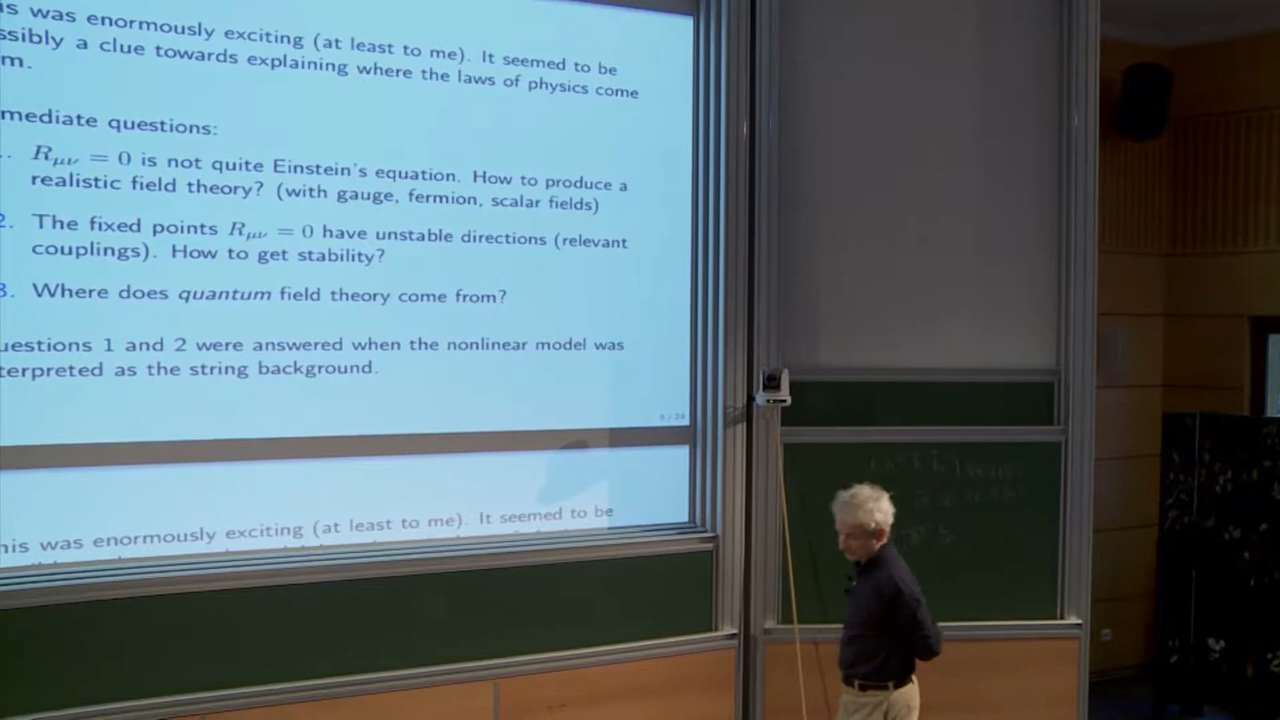 is was enormously exciting (at least to me). It seemed to be
ssibly a clue towards explaining where the laws of physics come
m.
mediate questions:
. R_{μν} = 0 is not quite Einstein's equation. How to produce a
realistic field theory? (with gauge, fermion, scalar fields)
2. The fixed points R_{μν} = 0 have unstable directions (relevant
couplings). How to get stability?
3. Where does quantum field theory come from?
uestions 1 and 2 were answered when the nonlinear model was
terpreted as the string background.
his was enormously exciting (at least to me). It seemed to be